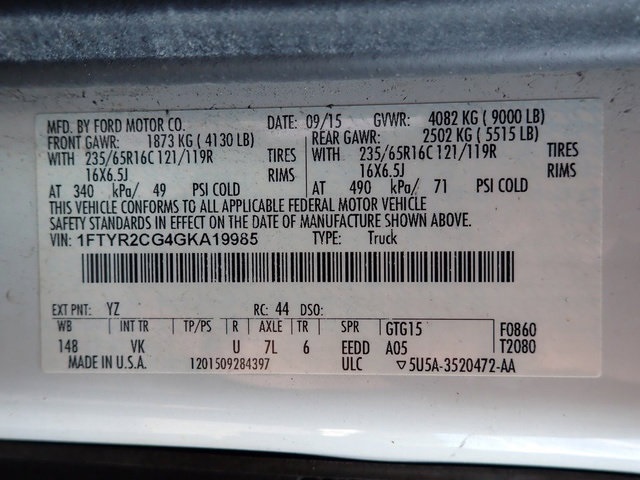 MFD. BY FORD MOTOR CO. DATE: 09/15 GVWR: 4082 KG ( 9000 LB)
FRONT GAWR: 1873 KG ( 4130 LB) REAR GAWR: 2502 KG ( 5515 LB)
WITH 235/65R16C 121/119R TIRES WITH 235/65R16C 121/119R TIRES
16X6.5J RIMS 16X6.5J RIMS
AT 340 kPa/ 49 PSI COLD AT 490 kPa/ 71 PSI COLD
THIS VEHICLE CONFORMS TO ALL APPLICABLE FEDERAL MOTOR VEHICLE
SAFETY STANDARDS IN EFFECT ON THE DATE OF MANUFACTURE SHOWN ABOVE.
VIN: 1FTYR2CG4GKA19985 TYPE: Truck
EXT PNT: YZ RC: 44 DSO:
WB INT TR TP/PS R AXLE TR SPR GTG15 F0860
148 VK U 7L 6 EEDD A05 T2080
MADE IN U.S.A. 1201509284397 ULC ▽5U5A-3520472-AA